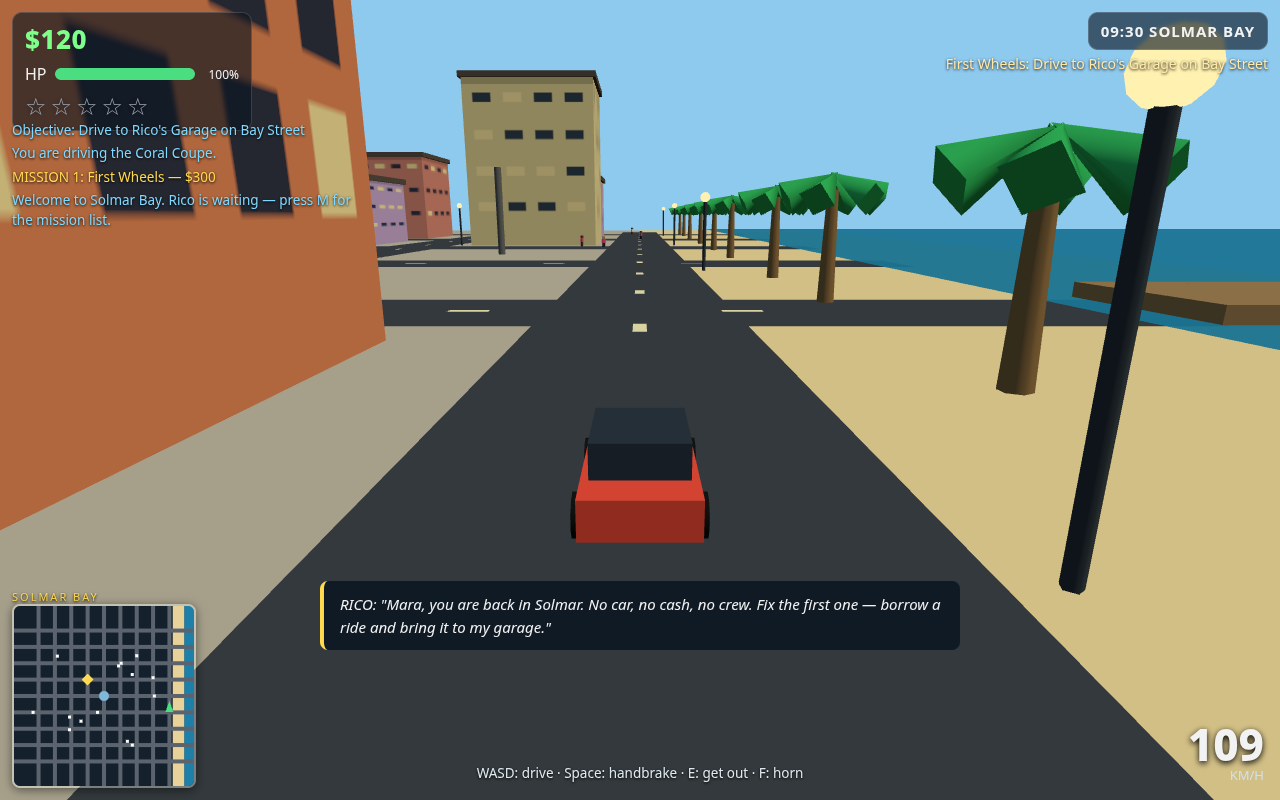 $120
HP 100%
Objective: Drive to Rico's Garage on Bay Street
You are driving the Coral Coupe.
MISSION 1: First Wheels — $300
Welcome to Solmar Bay. Rico is waiting — press M for
the mission list.
09:30 SOLMAR BAY
First Wheels: Drive to Rico's Garage on Bay Street
RICO: "Mara, you are back in Solmar. No car, no cash, no crew. Fix the first one — borrow a
ride and bring it to my garage."
SOLMAR BAY
WASD: drive · Space: handbrake · E: get out · F: horn
109
KM/H